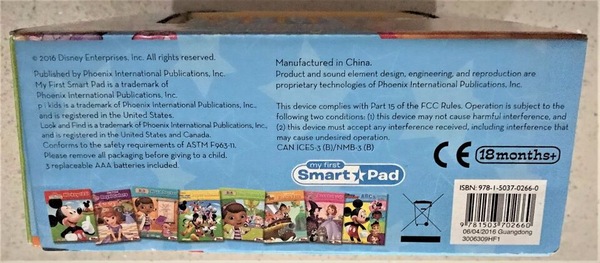 © 2016 Disney Enterprises, Inc. All rights reserved.
Published by Phoenix International Publications, Inc.
My First Smart Pad is a trademark of
Phoenix International Publications, Inc.
p i kids is a trademark of Phoenix International Publications, Inc.,
and is registered in the United States.
Look and Find is a trademark of Phoenix International Publications, Inc.,
and is registered in the United States and Canada.
Conforms to the safety requirements of ASTM F963-11.
Please remove all packaging before giving to a child.
3 replaceable AAA batteries included.
Manufactured in China.
Product and sound element design, engineering, and reproduction are
proprietary technologies of Phoenix International Publications, Inc.
This device complies with Part 15 of the FCC Rules. Operation is subject to the
following two conditions: (1) this device may not cause harmful interference, and
(2) this device must accept any interference received, including interference that
may cause undesired operation.
CAN ICES-3 (B)/NMB-3 (B)
my first
Smart Pad
CE
18 months+
ISBN: 978-1-5037-0266-0
9 781503 702660
06/04/2016 Guangdong
3006309HF1